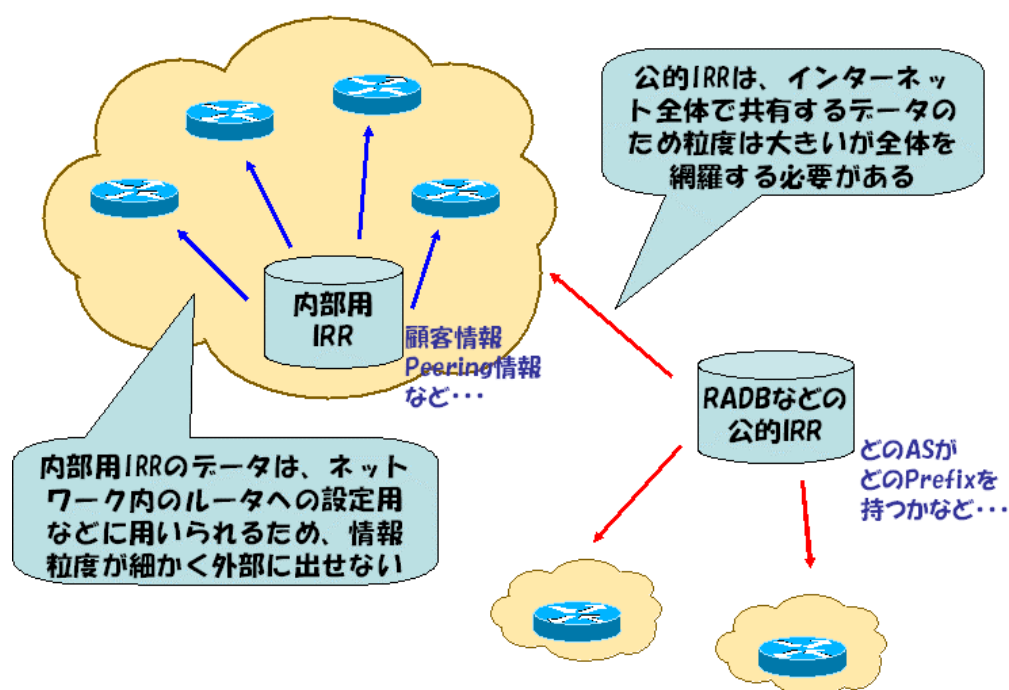 公的IRRは、インターネッ
ト全体で共有するデータの
ため粒度は大きいが全体を
網羅する必要がある
内部用
IRR
顧客情報
Peering情報
など・・・
RADBなどの
公的IRR
どのASが
どのPrefixを
持つかなど・・・
内部用IRRのデータは、ネット
ワーク内のルータへの設定用
などに用いられるため、情報
粒度が細かく外部に出せない